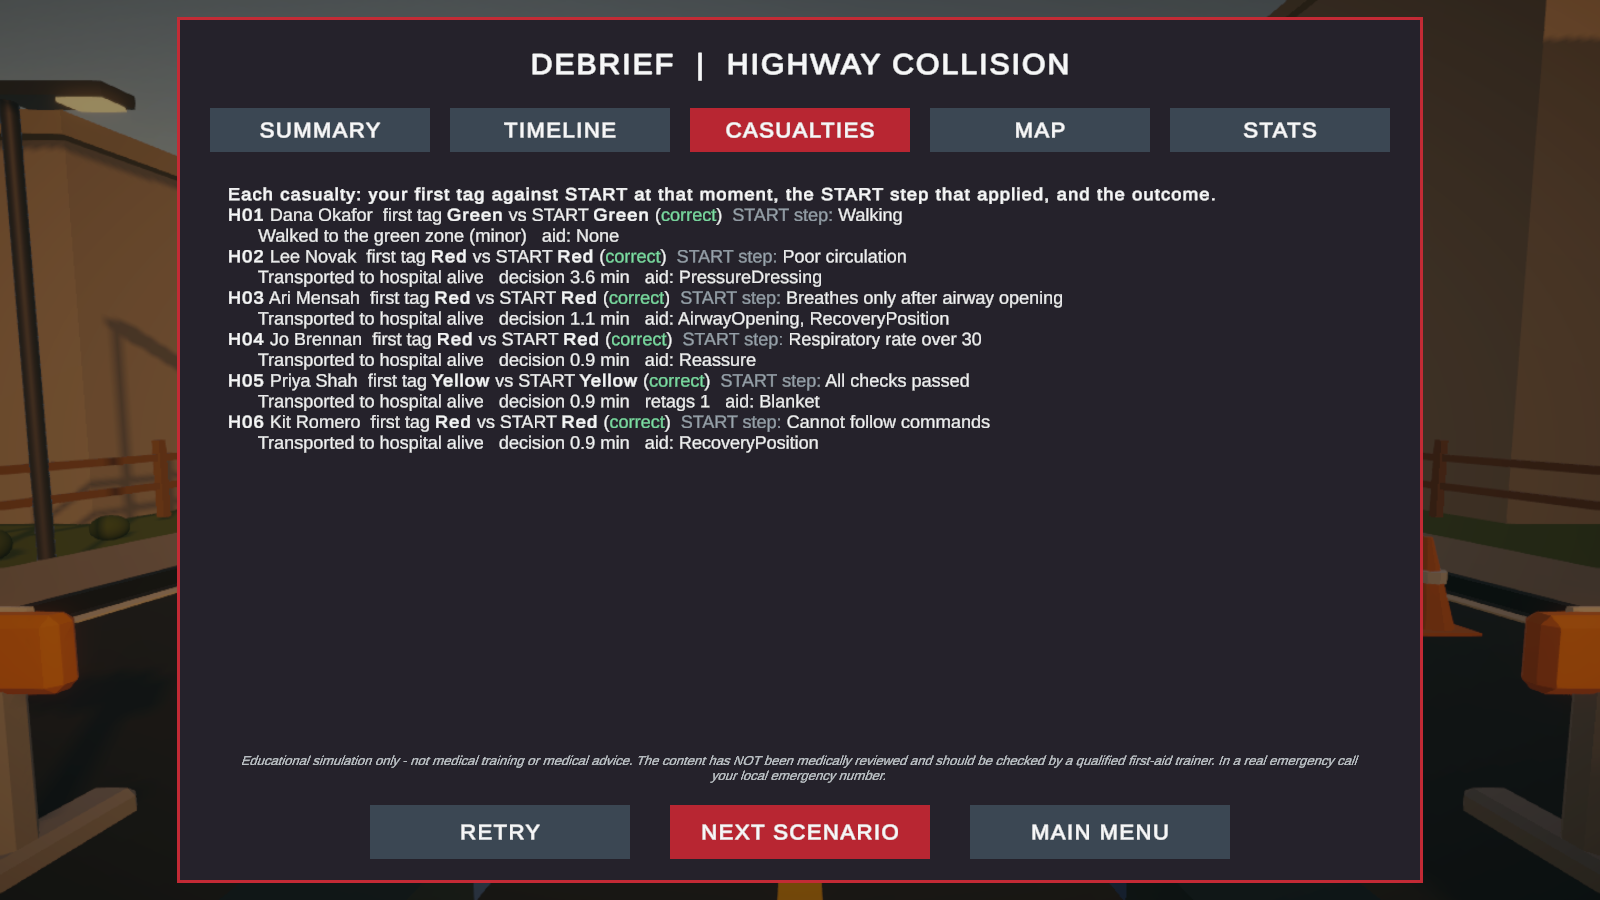 DEBRIEF | HIGHWAY COLLISION
SUMMARY
TIMELINE
CASUALTIES
MAP
STATS
Each casualty: your first tag against START at that moment, the START step that applied, and the outcome.
H01 Dana Okafor first tag Green vs START Green (correct) START step: Walking
Walked to the green zone (minor) aid: None
H02 Lee Novak first tag Red vs START Red (correct) START step: Poor circulation
Transported to hospital alive decision 3.6 min aid: PressureDressing
H03 Ari Mensah first tag Red vs START Red (correct) START step: Breathes only after airway opening
Transported to hospital alive decision 1.1 min aid: AirwayOpening, RecoveryPosition
H04 Jo Brennan first tag Red vs START Red (correct) START step: Respiratory rate over 30
Transported to hospital alive decision 0.9 min aid: Reassure
H05 Priya Shah first tag Yellow vs START Yellow (correct) START step: All checks passed
Transported to hospital alive decision 0.9 min retags 1 aid: Blanket
H06 Kit Romero first tag Red vs START Red (correct) START step: Cannot follow commands
Transported to hospital alive decision 0.9 min aid: RecoveryPosition
Educational simulation only - not medical training or medical advice. The content has NOT been medically reviewed and should be checked by a qualified first-aid trainer. In a real emergency call
your local emergency number.
RETRY
NEXT SCENARIO
MAIN MENU